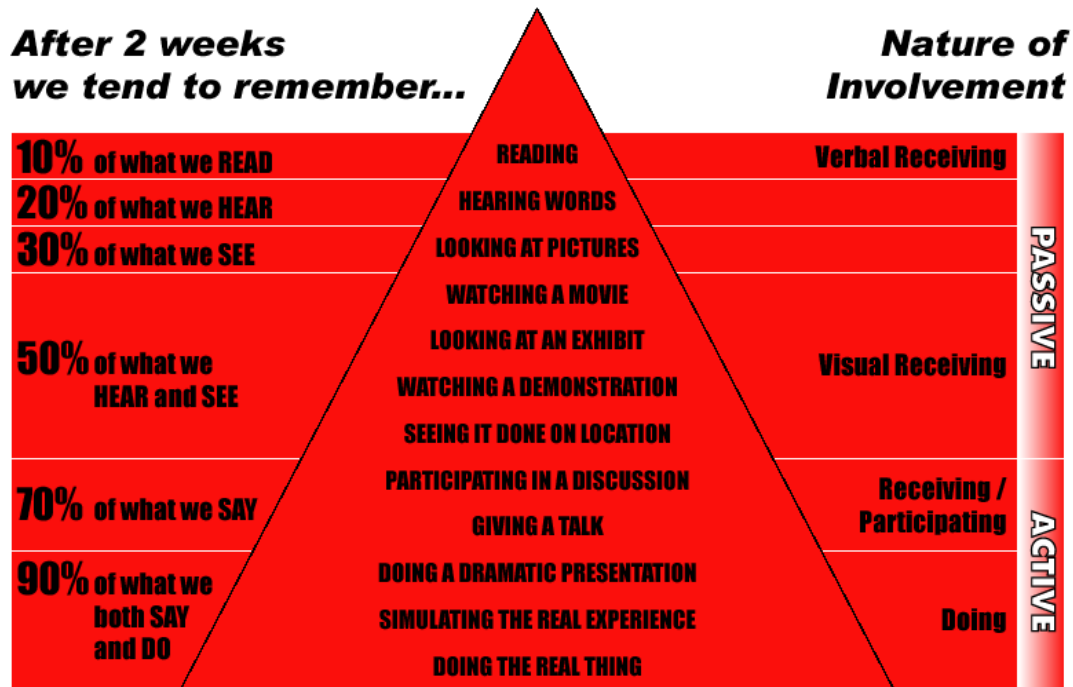 After 2 weeks
we tend to remember...
Nature of
Involvement
10% of what we READ
READING
Verbal Receiving
20% of what we HEAR
HEARING WORDS
30% of what we SEE
LOOKING AT PICTURES
WATCHING A MOVIE
LOOKING AT AN EXHIBIT
50% of what we
HEAR and SEE
WATCHING A DEMONSTRATION
SEEING IT DONE ON LOCATION
Visual Receiving
PASSIVE
70% of what we SAY
PARTICIPATING IN A DISCUSSION
GIVING A TALK
Receiving /
Participating
90% of what we
both SAY
and DO
DOING A DRAMATIC PRESENTATION
SIMULATING THE REAL EXPERIENCE
DOING THE REAL THING
Doing
ACTIVE